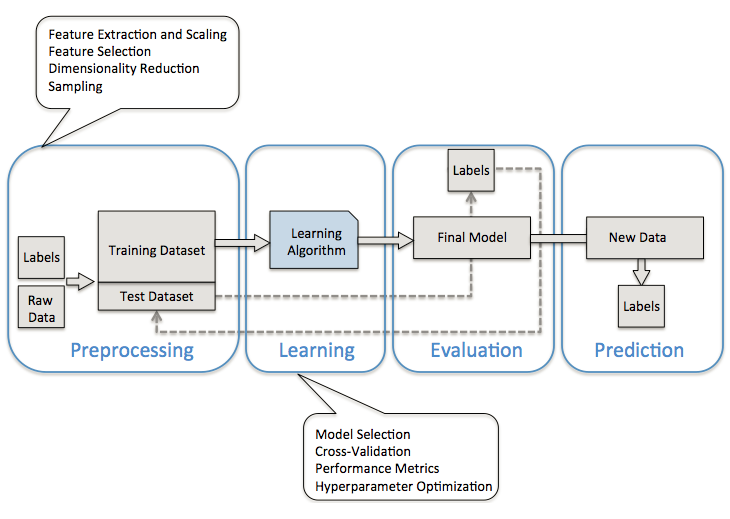 Feature Extraction and Scaling
Feature Selection
Dimensionality Reduction
Sampling
Labels
Raw
Data
Training Dataset
Test Dataset
Preprocessing
Learning
Algorithm
Learning
Labels
Final Model
Evaluation
New Data
Labels
Prediction
Model Selection
Cross-Validation
Performance Metrics
Hyperparameter Optimization